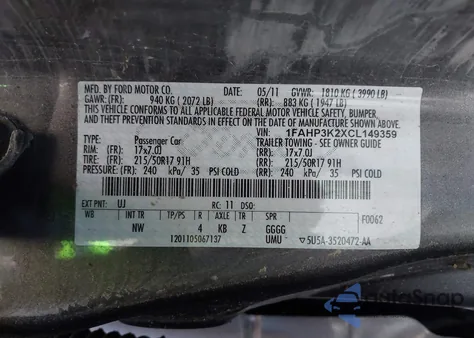 MFD. BY FORD MOTOR CO. DATE: 05/11 GVWR: 1810 KG ( 3990 LB)
GAWR: (FR): 940 KG ( 2072 LB) (RR): 883 KG ( 1947 LB)
THIS VEHICLE CONFORMS TO ALL APPLICABLE FEDERAL MOTOR VEHICLE SAFETY, BUMPER,
AND THEFT PREVENTION STANDARDS IN EFFECT ON THE DATE OF MANUFACTURE SHOWN ABOVE.
VIN: 1FAHP3K2XCL149359
TYPE: Passenger Car TRAILER TOWING - SEE OWNER GUIDE
RIM: (FR): 17x7.0J (RR): 17x7.0J
TIRE: (FR): 215/50R17 91H (RR): 215/50R17 91H
PRESSURE: (FR): 240 kPa/ 35 PSI COLD (RR): 240 kPa/ 35 PSI COLD
EXT PNT: UJ RC: 11 DSO:
WB INT TR TP/PS R AXLE TR SPR F0062
NW 4 KB Z GGGG
1201105067137 UMU 5U5A-3520472-AA
AutoSnap